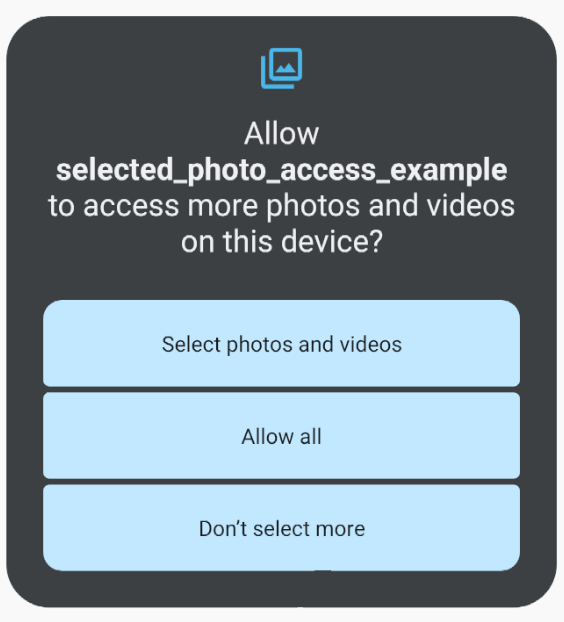 Allow
selected_photo_access_example
to access more photos and videos
on this device?
Select photos and videos
Allow all
Don’t select more